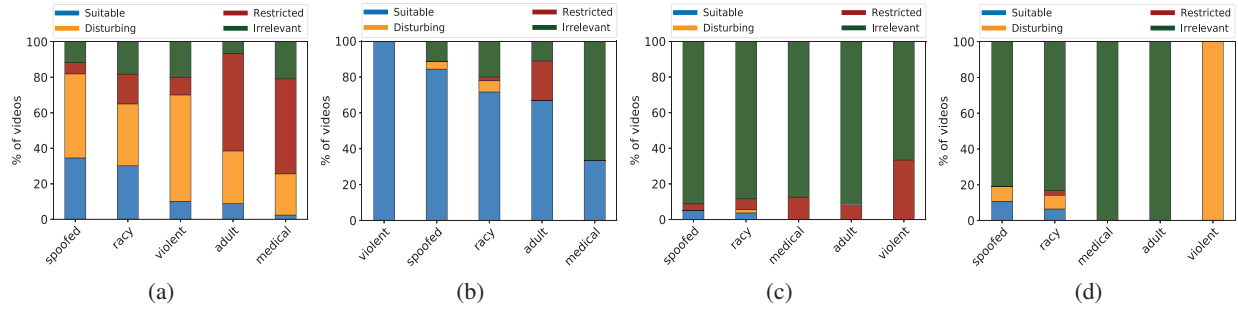 Suitable Restricted
Disturbing Irrelevant
100
80
60
40
20
0
% of videos
spoofed racy violent adult medical
(a)
Suitable Restricted
Disturbing Irrelevant
100
80
60
40
20
0
% of videos
violent spoofed racy adult medical
(b)
Suitable Restricted
Disturbing Irrelevant
100
80
60
40
20
0
% of videos
spoofed racy medical adult violent
(c)
Suitable Restricted
Disturbing Irrelevant
100
80
60
40
20
0
% of videos
spoofed racy medical adult violent
(d)